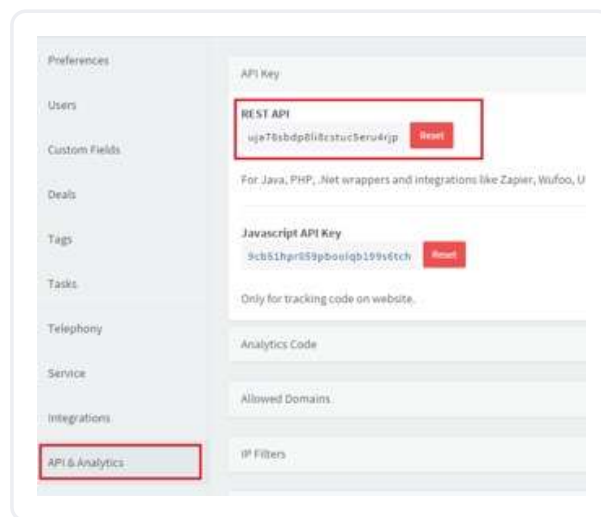 Preferences
Users
Custom Fields
Deals
Tags
Tasks
Telephony
Service
Integrations
API & Analytics
API Key
REST API
Reset
For Java, PHP, .Net wrappers and integrations like Zapier, Wufoo, U
Javascript API Key
Reset
Only for tracking code on website.
Analytics Code
Allowed Domains
IP Filters